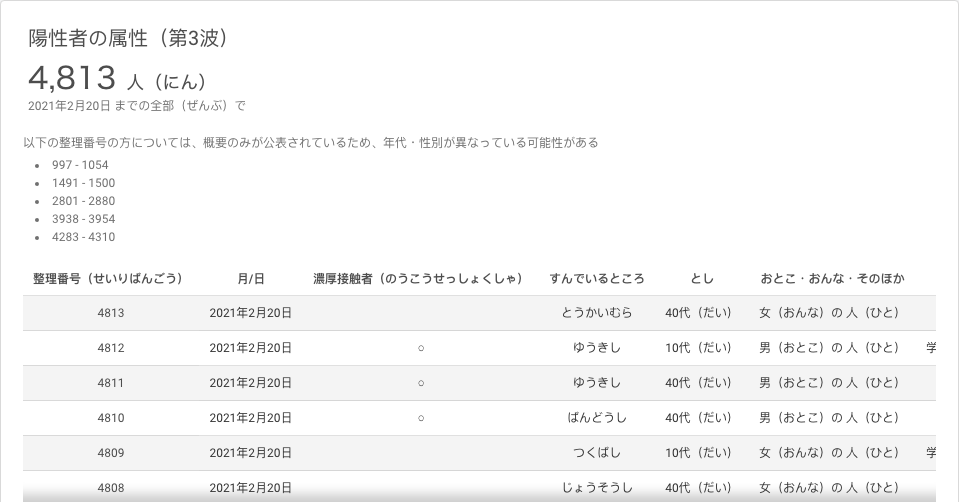 陽性者の属性（第3波）
4,813 人（にん）
2021年2月20日 までの全部（ぜんぶ）で
以下の整理番号の方については、概要のみが公表されているため、年代・性別が異なっている可能性がある
• 997 - 1054
• 1491 - 1500
• 2801 - 2880
• 3938 - 3954
• 4283 - 4310
整理番号（せいりばんごう） 月/日 濃厚接触者（のうこうせっしょくしゃ） すんでいるところ とし おとこ・おんな・そのほか
4813 2021年2月20日 とうかいむら 40代（だい） 女（おんな）の 人（ひと）
4812 2021年2月20日 ○ ゆうきし 10代（だい） 男（おとこ）の 人（ひと） 学
4811 2021年2月20日 ○ ゆうきし 40代（だい） 男（おとこ）の 人（ひと）
4810 2021年2月20日 ○ ばんどうし 40代（だい） 男（おとこ）の 人（ひと）
4809 2021年2月20日 つくばし 10代（だい） 女（おんな）の 人（ひと） 学
4808 2021年2月20日 じょうそうし 40代（だい） 女（おんな）の 人（ひと）